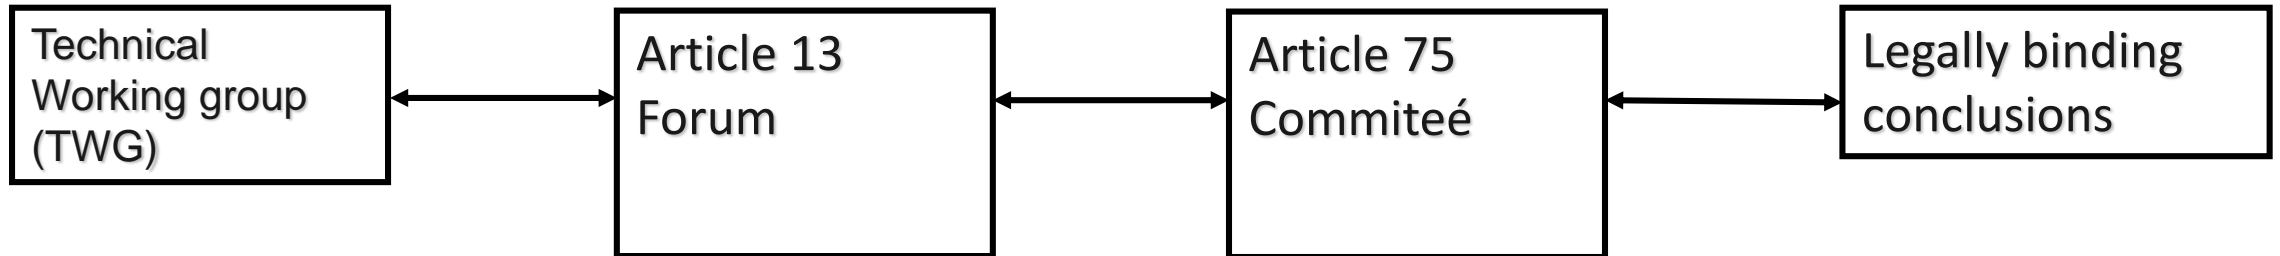 Technical
Working group
(TWG)
Article 13
Forum
Article 75
Commiteé
Legally binding
conclusions